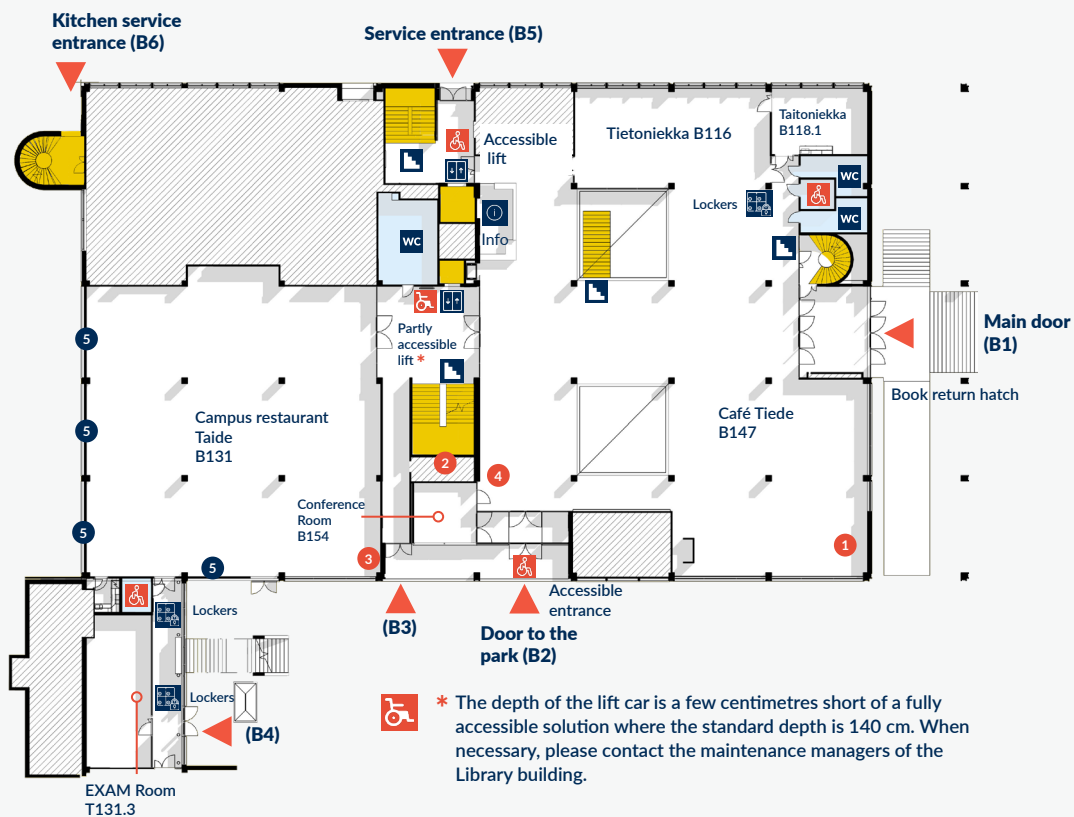 Kitchen service
entrance (B6)
Service entrance (B5)
Accessible
lift
Tietoniekka B116
Taitoniekka
B118.1
WC
Lockers
WC
WC
Info
Partly
accessible
lift *
Main door
(B1)
Book return hatch
5
5
5
5
Campus restaurant
Taide
B131
Café Tiede
B147
2
4
Conference
Room
B154
3
1
Accessible
entrance
(B3)
Door to the
park (B2)
Lockers
Lockers
(B4)
EXAM Room
T131.3
* The depth of the lift car is a few centimetres short of a fully
accessible solution where the standard depth is 140 cm. When
necessary, please contact the maintenance managers of the
Library building.